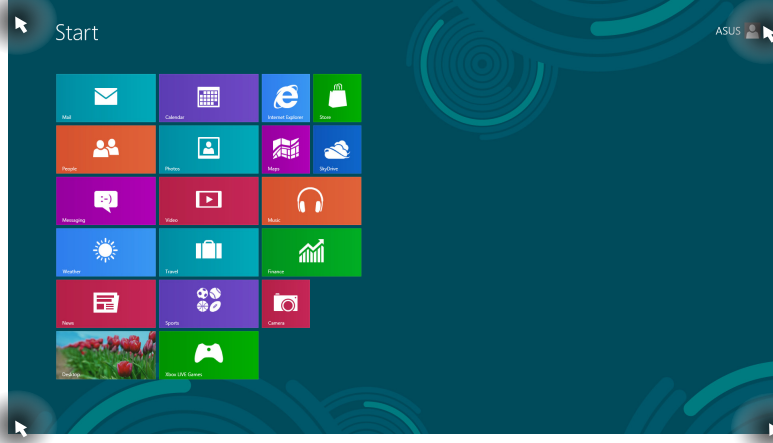 Start
ASUS
Mail
Calendar
Internet Explorer
Store
People
Photos
Maps
SkyDrive
:-)
Messaging
Video
Music
Weather
Travel
Finance
News
Sports
Camera
Desktop
Xbox LIVE Games